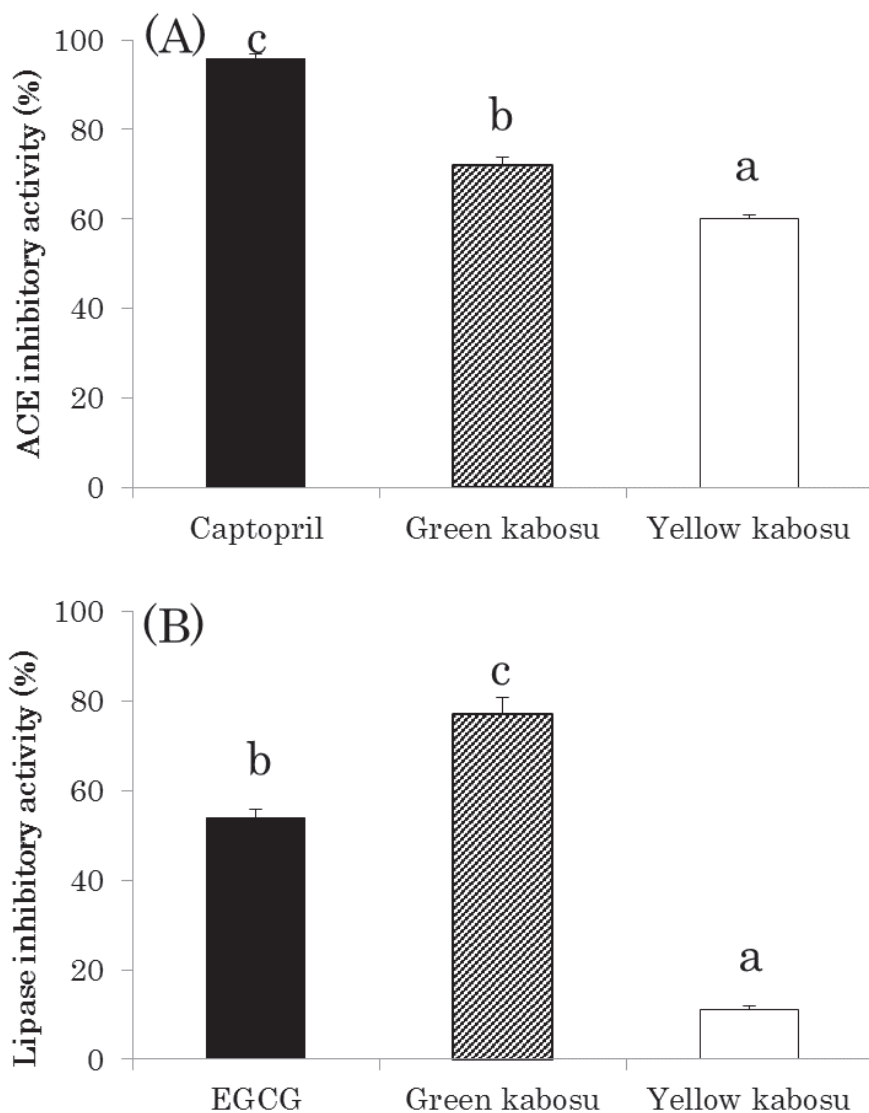 (A)
ACE inhibitory activity (%)
100
80
60
40
20
0
c
b
a
Captopril Green kabosu Yellow kabosu
(B)
Lipase inhibitory activity (%)
100
80
60
40
20
0
b
c
a
EGCG Green kabosu Yellow kabosu